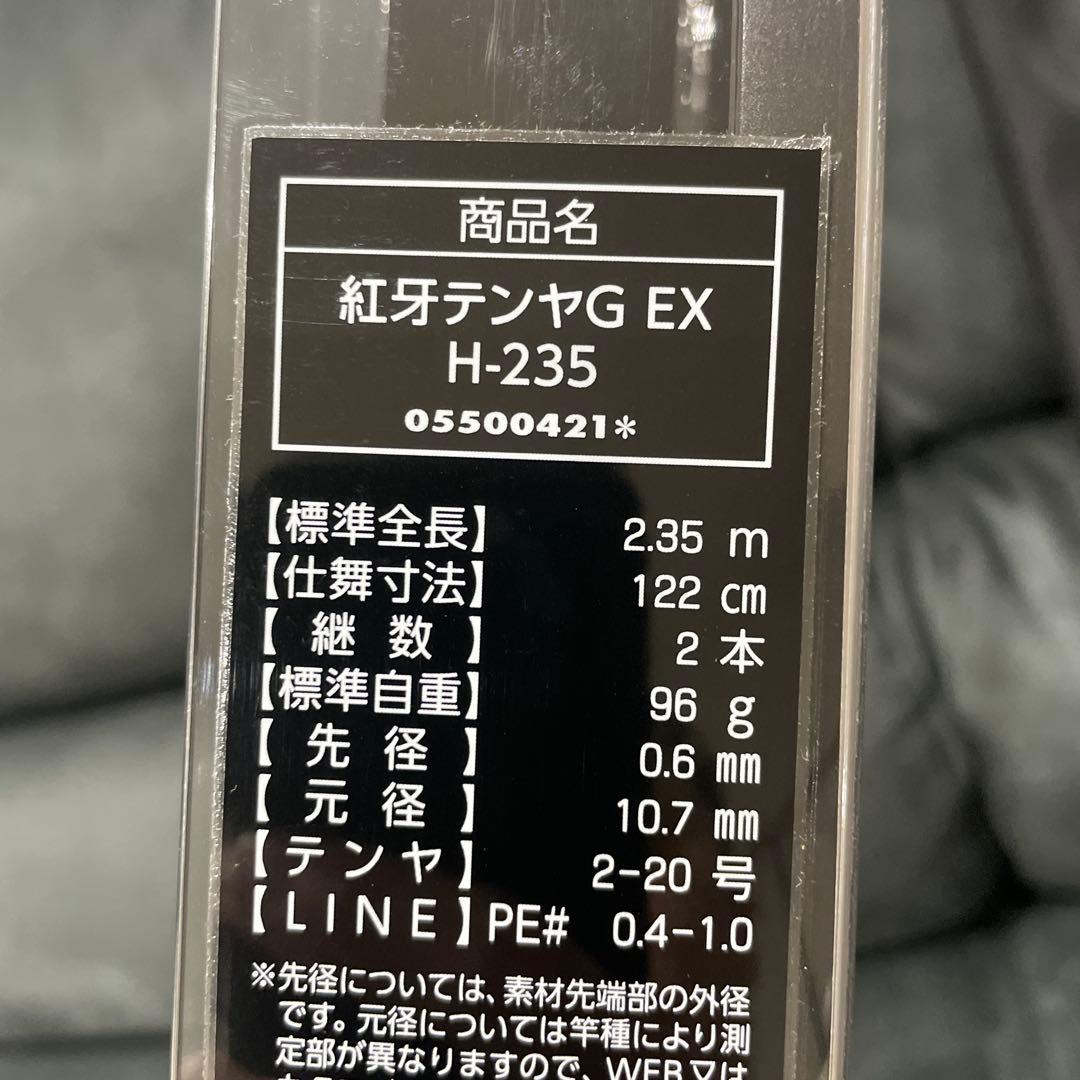 商品名
紅牙テンヤG EX
H-235
05500421*
【標準全長】 2.35 m
【仕舞寸法】 122 cm
【継数】 2 本
【標準自重】 96 g
【先径】 0.6 mm
【元径】 10.7 mm
【テンヤ】 2-20 号
【LINE】PE# 0.4-1.0
※先径については、素材先端部の外径
です。元径については竿種により測
定部が異なりますので、WEB又は